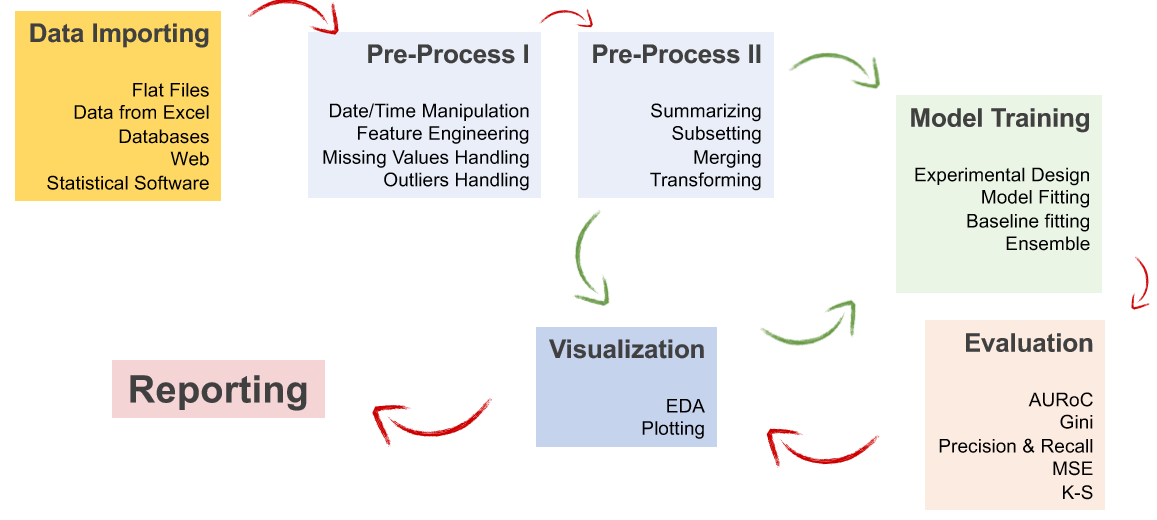 Data Importing
Flat Files
Data from Excel
Databases
Web
Statistical Software
Pre-Process I
Date/Time Manipulation
Feature Engineering
Missing Values Handling
Outliers Handling
Pre-Process II
Summarizing
Subsetting
Merging
Transforming
Model Training
Experimental Design
Model Fitting
Baseline fitting
Ensemble
Evaluation
AURoC
Gini
Precision & Recall
MSE
K-S
Visualization
EDA
Plotting
Reporting